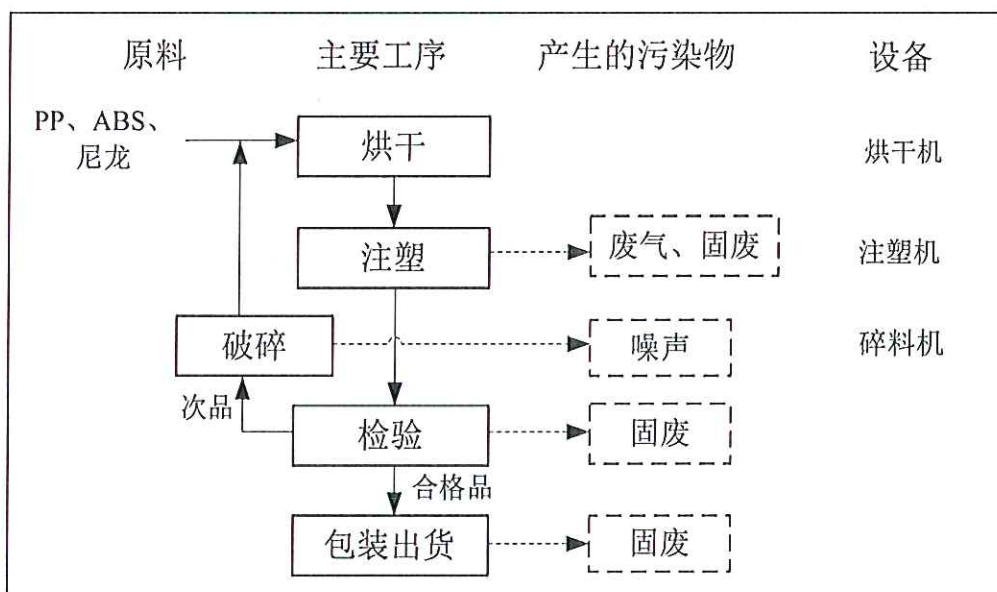 原料 主要工序 产生的污染物 设备
PP、ABS、
尼龙
烘干
烘干机
注塑
废气、固废
注塑机
破碎
噪声
碎料机
次品
检验
固废
合格品
包装出货
固废